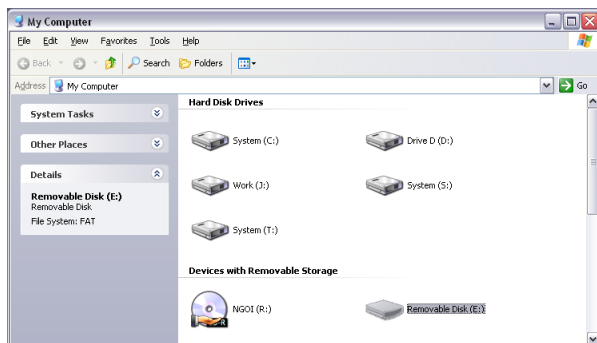 My Computer
File Edit View Favorites Tools Help
Back Search Folders
Address My Computer Go
System Tasks
Other Places
Details
Removable Disk (E:)
Removable Disk
File System: FAT
Hard Disk Drives
System (C:) Drive D (D:)
Work (J:) System (S:)
System (T:)
Devices with Removable Storage
NGOI (R:) Removable Disk (E:)
R